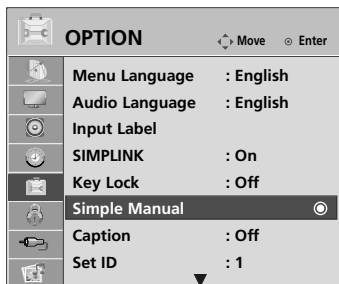 OPTION Move Enter
Menu Language : English
Audio Language : English
Input Label
SIMPLINK : On
Key Lock : Off
Simple Manual
Caption : Off
Set ID : 1